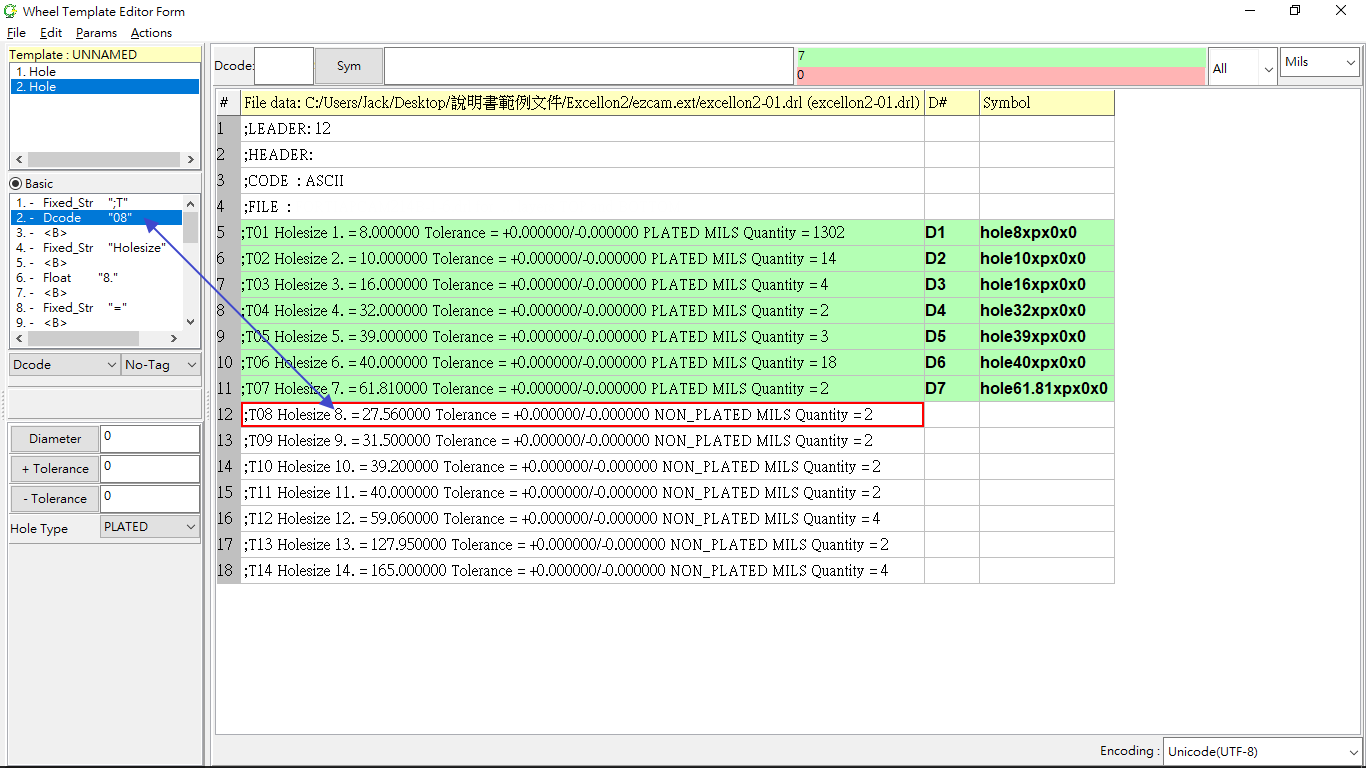 Wheel Template Editor Form
File Edit Params Actions
Template : UNNAMED
1. Hole
2. Hole
Basic
1. - Fixed_Str ";T"
2. - Dcode "08"
3. - <B>
4. - Fixed_Str "Holesize"
5. - <B>
6. - Float "8."
7. - <B>
8. - Fixed_Str "="
9. - <B>
Dcode No-Tag
Diameter 0
+ Tolerance 0
- Tolerance 0
Hole Type PLATED
Dcode: Sym 7 All Mils
0
# File data: C:/Users/Jack/Desktop/說明書範例文件/Excellon2/ezcam.ext/excellon2-01.drl (excellon2-01.drl) D# Symbol
1 ;LEADER: 12
2 ;HEADER:
3 ;CODE : ASCII
4 ;FILE :
5 ;T01 Holesize 1. = 8.000000 Tolerance = +0.000000/-0.000000 PLATED MILS Quantity = 1302 D1 hole8xpx0x0
6 ;T02 Holesize 2. = 10.000000 Tolerance = +0.000000/-0.000000 PLATED MILS Quantity = 14 D2 hole10xpx0x0
7 ;T03 Holesize 3. = 16.000000 Tolerance = +0.000000/-0.000000 PLATED MILS Quantity = 4 D3 hole16xpx0x0
8 ;T04 Holesize 4. = 32.000000 Tolerance = +0.000000/-0.000000 PLATED MILS Quantity = 2 D4 hole32xpx0x0
9 ;T05 Holesize 5. = 39.000000 Tolerance = +0.000000/-0.000000 PLATED MILS Quantity = 3 D5 hole39xpx0x0
10 ;T06 Holesize 6. = 40.000000 Tolerance = +0.000000/-0.000000 PLATED MILS Quantity = 18 D6 hole40xpx0x0
11 ;T07 Holesize 7. = 61.810000 Tolerance = +0.000000/-0.000000 PLATED MILS Quantity = 2 D7 hole61.81xpx0x0
12 ;T08 Holesize 8. = 27.560000 Tolerance = +0.000000/-0.000000 NON_PLATED MILS Quantity = 2
13 ;T09 Holesize 9. = 31.500000 Tolerance = +0.000000/-0.000000 NON_PLATED MILS Quantity = 2
14 ;T10 Holesize 10. = 39.200000 Tolerance = +0.000000/-0.000000 NON_PLATED MILS Quantity = 2
15 ;T11 Holesize 11. = 40.000000 Tolerance = +0.000000/-0.000000 NON_PLATED MILS Quantity = 2
16 ;T12 Holesize 12. = 59.060000 Tolerance = +0.000000/-0.000000 NON_PLATED MILS Quantity = 4
17 ;T13 Holesize 13. = 127.950000 Tolerance = +0.000000/-0.000000 NON_PLATED MILS Quantity = 2
18 ;T14 Holesize 14. = 165.000000 Tolerance = +0.000000/-0.000000 NON_PLATED MILS Quantity = 4
Encoding : Unicode(UTF-8)